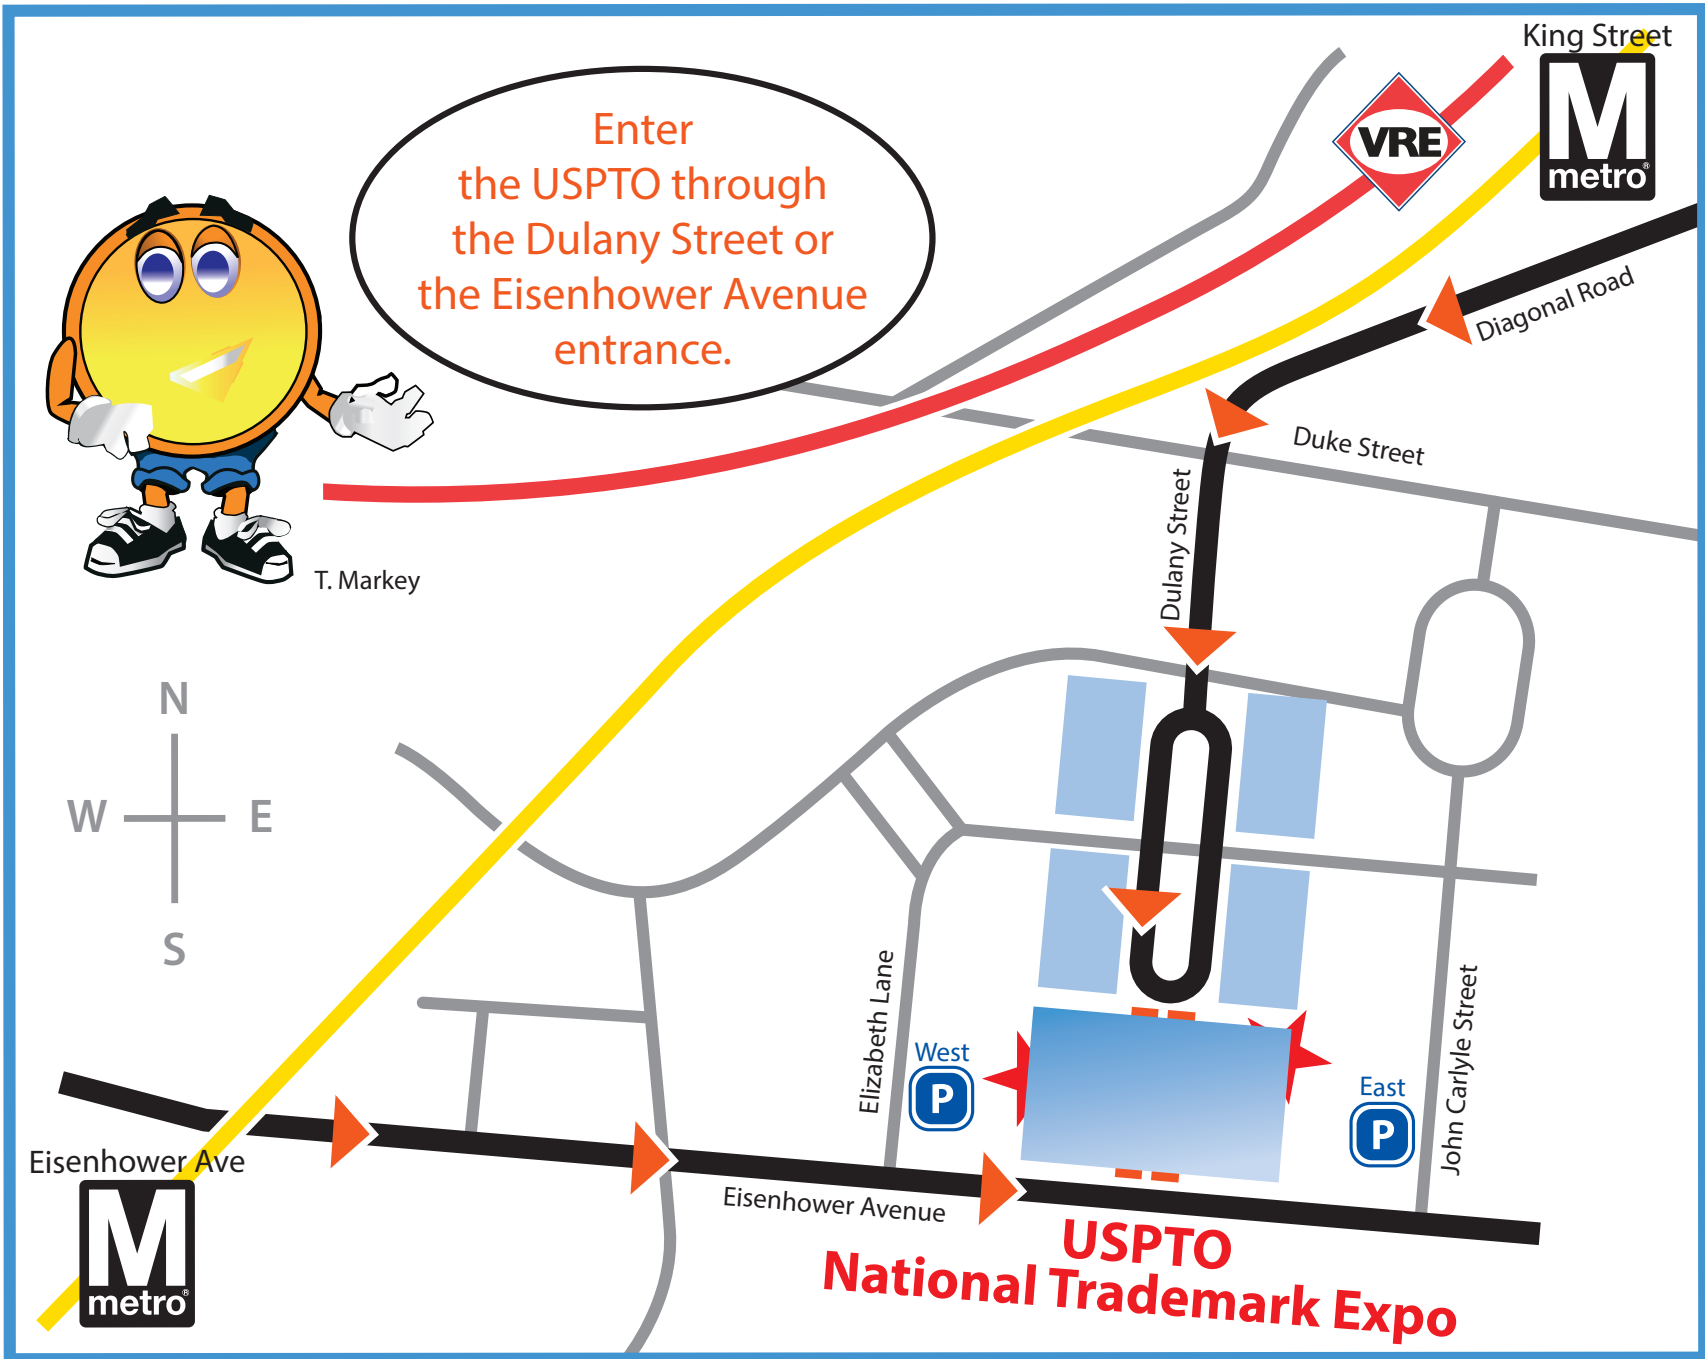 King Street
M
metro®
VRE
Enter
the USPTO through
the Dulany Street or
the Eisenhower Avenue
entrance.
Diagonal Road
Duke Street
Dulany Street
T. Markey
N
W E
S
Elizabeth Lane
West
P
East
P
John Carlyle Street
Eisenhower Ave
M
metro®
Eisenhower Avenue
USPTO
National Trademark Expo